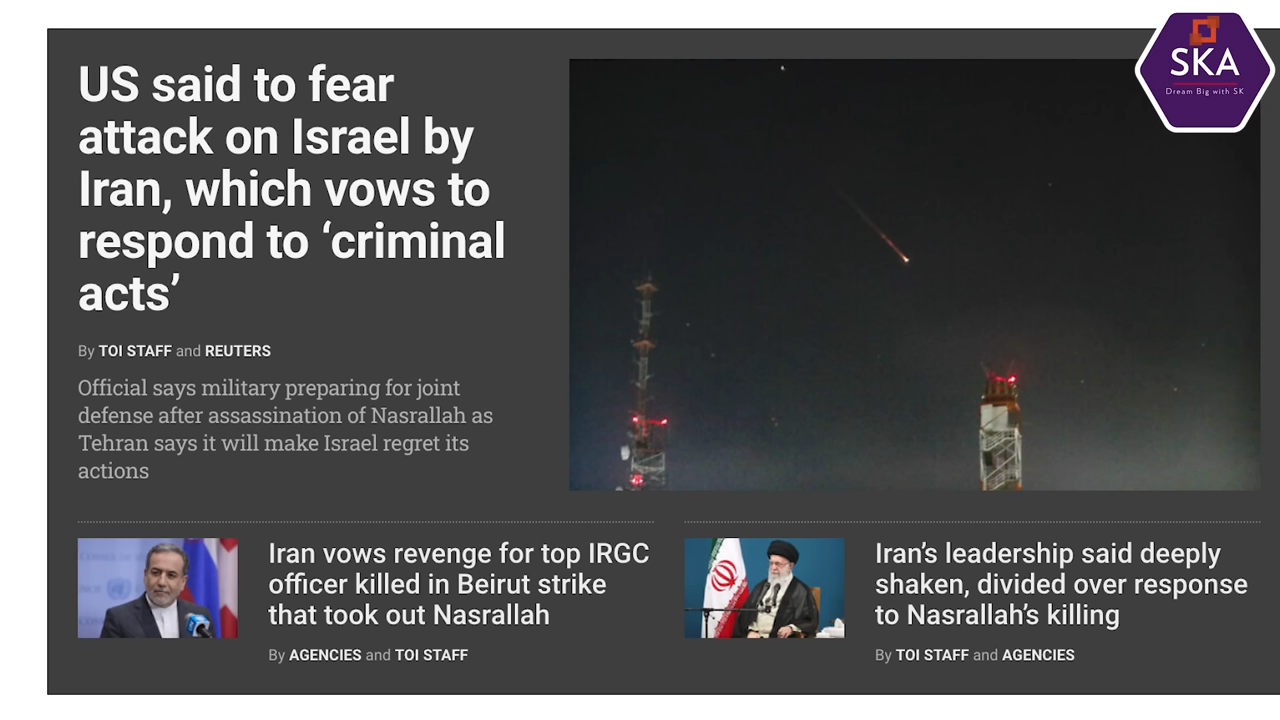 SKA
Dream Big with SK
US said to fear
attack on Israel by
Iran, which vows to
respond to ‘criminal
acts’
By TOI STAFF and REUTERS
Official says military preparing for joint
defense after assassination of Nasrallah as
Tehran says it will make Israel regret its
actions
Iran vows revenge for top IRGC
officer killed in Beirut strike
that took out Nasrallah
By AGENCIES and TOI STAFF
Iran’s leadership said deeply
shaken, divided over response
to Nasrallah’s killing
By TOI STAFF and AGENCIES